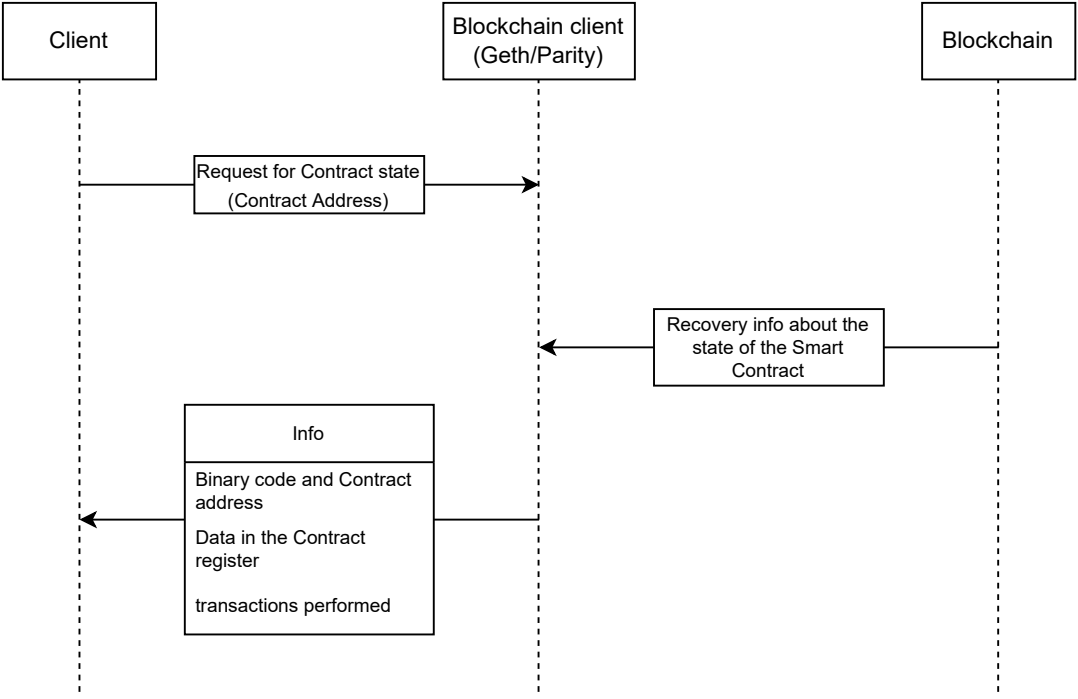 Client
Blockchain client
(Geth/Parity)
Blockchain
Request for Contract state
(Contract Address)
Recovery info about the
state of the Smart
Contract
Info
Binary code and Contract
address
Data in the Contract
register
transactions performed